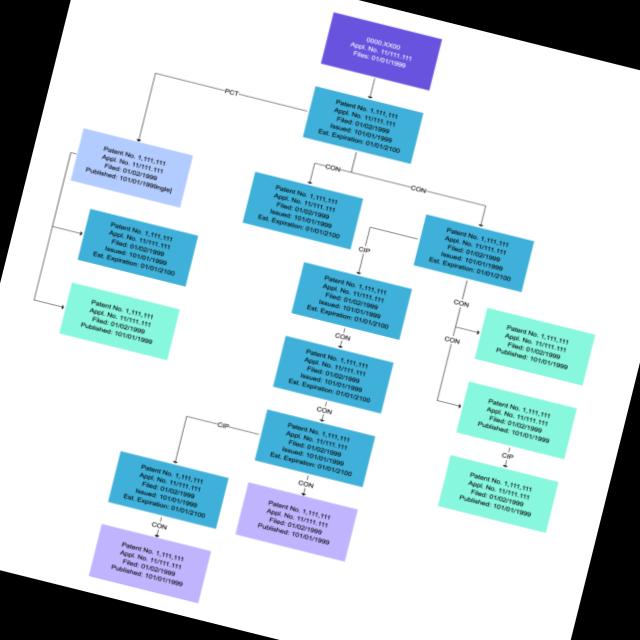 0000.XX00
Appl. No. 11/111.111
Files: 01/01/1999
Patent No. 1,111,111
Appl. No. 11/111.111
Filed: 01/02/1999
Issued: 101/01/1999
Est. Expiration: 01/01/2100
PCT
Patent No. 1,111,111
Appl. No. 11/111.111
Filed: 01/02/1999
Published: 101/01/1999ngle|
CON
CON
Patent No. 1,111,111
Appl. No. 11/111.111
Filed: 01/02/1999
Issued: 101/01/1999
Est. Expiration: 01/01/2100
Patent No. 1,111,111
Appl. No. 11/111.111
Filed: 01/02/1999
Issued: 101/01/1999
Est. Expiration: 01/01/2100
Patent No. 1,111,111
Appl. No. 11/111.111
Filed: 01/02/1999
Issued: 101/01/1999
Est. Expiration: 01/01/2100
CIP
Patent No. 1,111,111
Appl. No. 11/111.111
Filed: 01/02/1999
Issued: 101/01/1999
Est. Expiration: 01/01/2100
Patent No. 1,111,111
Appl. No. 11/111.111
Filed: 01/02/1999
Published: 101/01/1999
CON
CON
Patent No. 1,111,111
Appl. No. 11/111.111
Filed: 01/02/1999
Published: 101/01/1999
CON
Patent No. 1,111,111
Appl. No. 11/111.111
Filed: 01/02/1999
Issued: 101/01/1999
Est. Expiration: 01/01/2100
Patent No. 1,111,111
Appl. No. 11/111.111
Filed: 01/02/1999
Published: 101/01/1999
CON
CIP
Patent No. 1,111,111
Appl. No. 11/111.111
Filed: 01/02/1999
Issued: 101/01/1999
Est. Expiration: 01/01/2100
CIP
Patent No. 1,111,111
Appl. No. 11/111.111
Filed: 01/02/1999
Published: 101/01/1999
Patent No. 1,111,111
Appl. No. 11/111.111
Filed: 01/02/1999
Issued: 101/01/1999
Est. Expiration: 01/01/2100
CON
Patent No. 1,111,111
Appl. No. 11/111.111
Filed: 01/02/1999
Published: 101/01/1999
CON
Patent No. 1,111,111
Appl. No. 11/111.111
Filed: 01/02/1999
Published: 101/01/1999